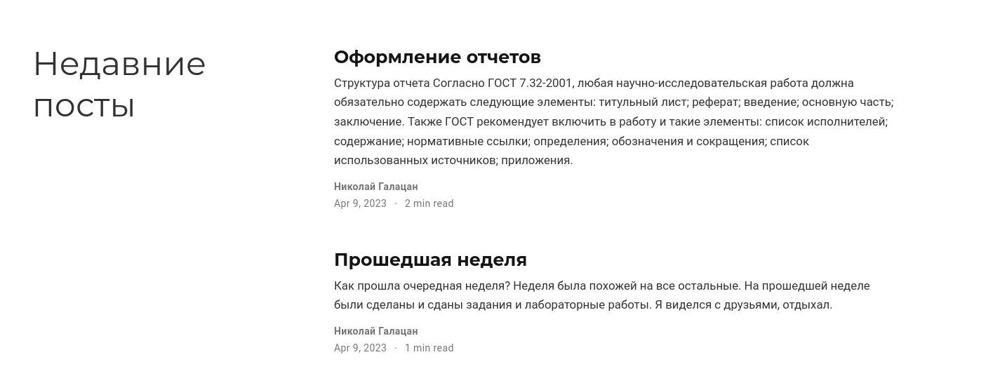 Недавние
посты
Оформление отчетов
Структура отчета Согласно ГОСТ 7.32-2001, любая научно-исследовательская работа должна
обязательно содержать следующие элементы: титульный лист; реферат; введение; основную часть;
заключение. Также ГОСТ рекомендует включить в работу и такие элементы: список исполнителей;
содержание; нормативные ссылки; определения; обозначения и сокращения; список
использованных источников; приложения.
Николай Галацан
Apr 9, 2023 · 2 min read
Прошедшая неделя
Как прошла очередная неделя? Неделя была похожей на все остальные. На прошедшей неделе
были сделаны и сданы задания и лабораторные работы. Я виделся с друзьями, отдыхал.
Николай Галацан
Apr 9, 2023 · 1 min read